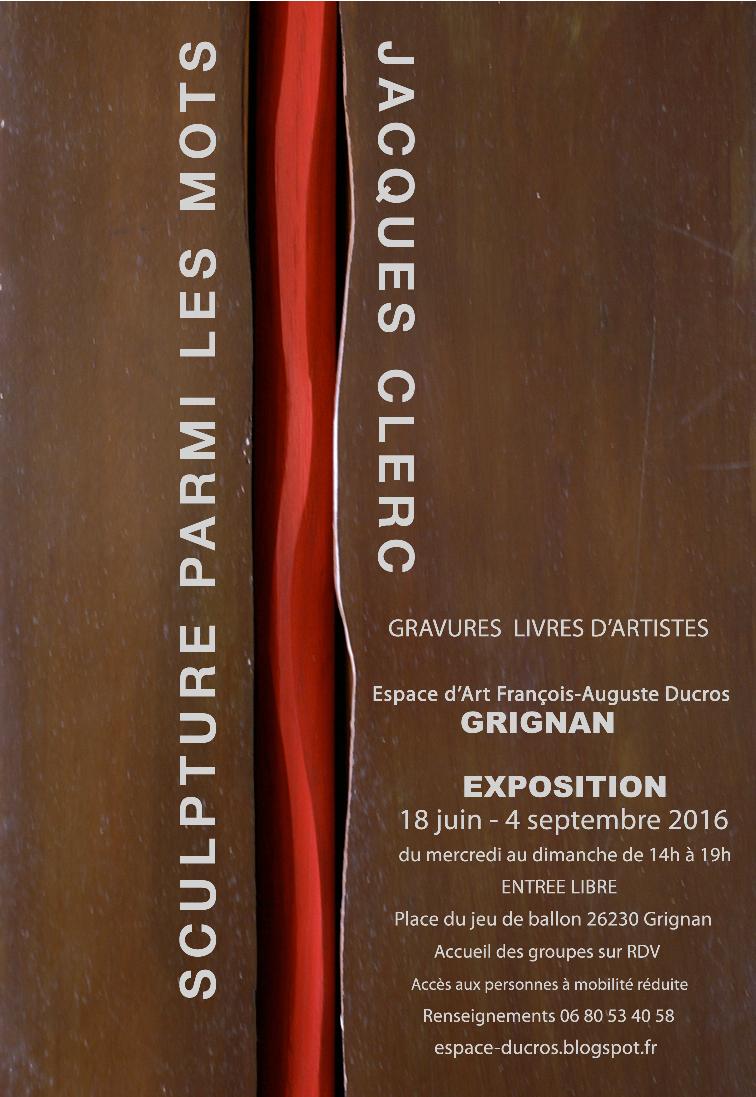 SCULPTURE PARMI LES MOTS
JACQUES CLERC
GRAVURES LIVRES D'ARTISTES
Espace d'Art François-Auguste Ducros
GRIGNAN
EXPOSITION
18 juin - 4 septembre 2016
du mercredi au dimanche de 14h à 19h
ENTREE LIBRE
Place du jeu de ballon 26230 Grignan
Accueil des groupes sur RDV
Accès aux personnes à mobilité réduite
Renseignements 06 80 53 40 58
espace-ducros.blogspot.fr